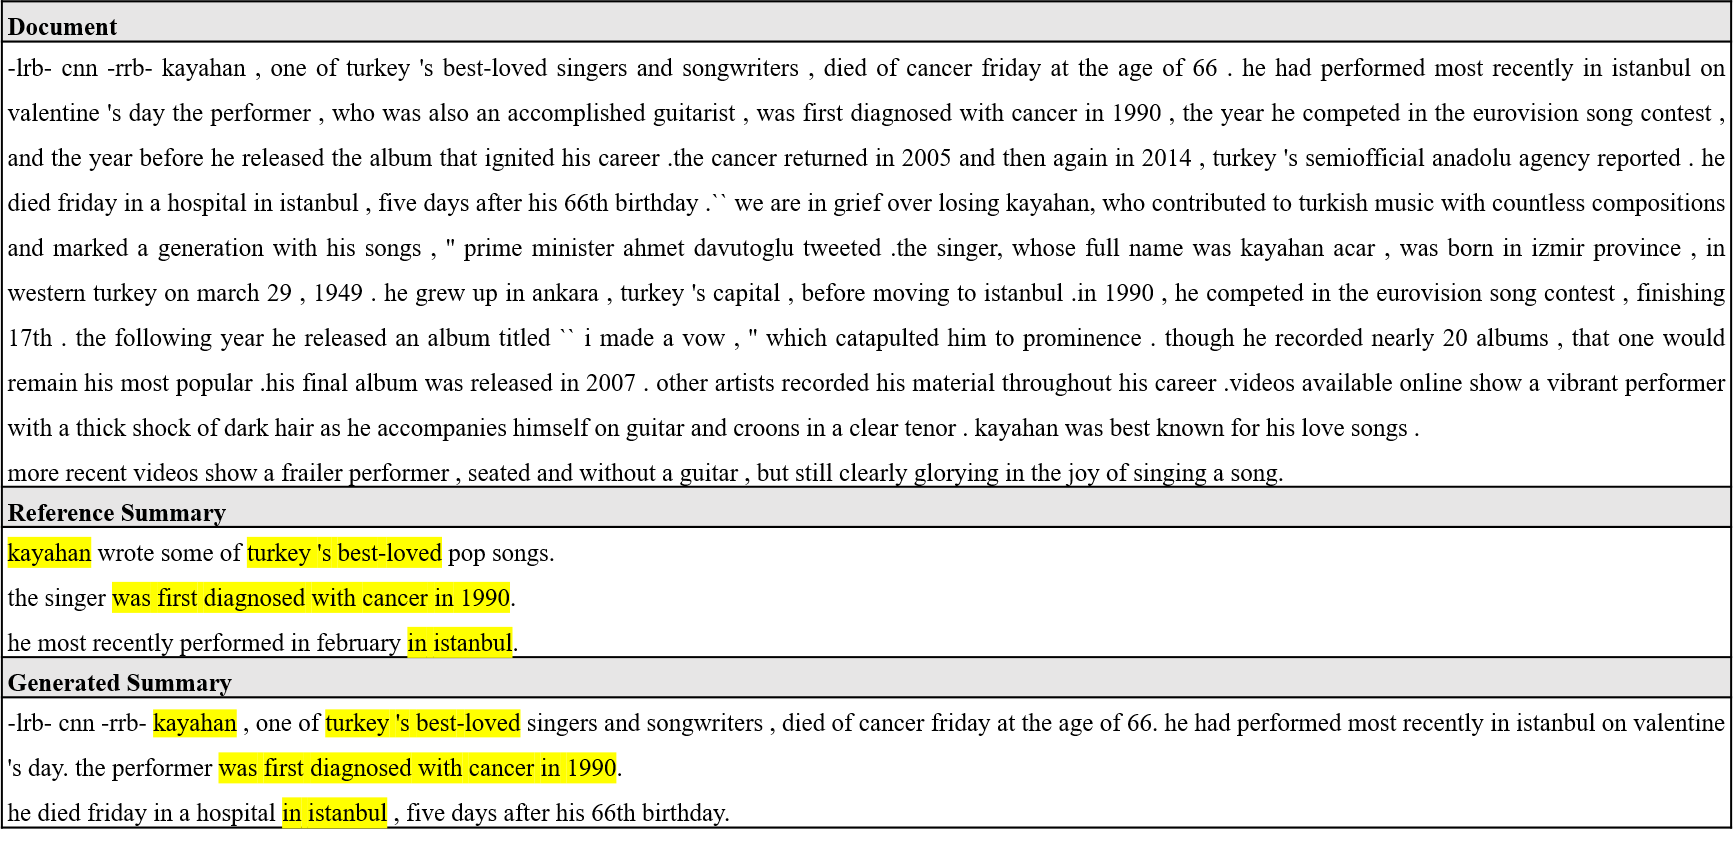 Document
-lrb- cnn -rrb- kayahan , one of turkey 's best-loved singers and songwriters , died of cancer friday at the age of 66 . he had performed most recently in istanbul on
valentine 's day the performer , who was also an accomplished guitarist , was first diagnosed with cancer in 1990 , the year he competed in the eurovision song contest ,
and the year before he released the album that ignited his career .the cancer returned in 2005 and then again in 2014 , turkey 's semiofficial anadolu agency reported . he
died friday in a hospital in istanbul , five days after his 66th birthday .`` we are in grief over losing kayahan, who contributed to turkish music with countless compositions
and marked a generation with his songs , '' prime minister ahmet davutoglu tweeted .the singer, whose full name was kayahan acar , was born in izmir province , in
western turkey on march 29 , 1949 . he grew up in ankara , turkey 's capital , before moving to istanbul .in 1990 , he competed in the eurovision song contest , finishing
17th . the following year he released an album titled `` i made a vow , '' which catapulted him to prominence . though he recorded nearly 20 albums , that one would
remain his most popular .his final album was released in 2007 . other artists recorded his material throughout his career .videos available online show a vibrant performer
with a thick shock of dark hair as he accompanies himself on guitar and croons in a clear tenor . kayahan was best known for his love songs .
more recent videos show a frailer performer , seated and without a guitar , but still clearly glorying in the joy of singing a song.
Reference Summary
kayahan wrote some of turkey 's best-loved pop songs.
the singer was first diagnosed with cancer in 1990.
he most recently performed in february in istanbul.
Generated Summary
-lrb- cnn -rrb- kayahan , one of turkey 's best-loved singers and songwriters , died of cancer friday at the age of 66. he had performed most recently in istanbul on valentine
's day. the performer was first diagnosed with cancer in 1990.
he died friday in a hospital in istanbul , five days after his 66th birthday.